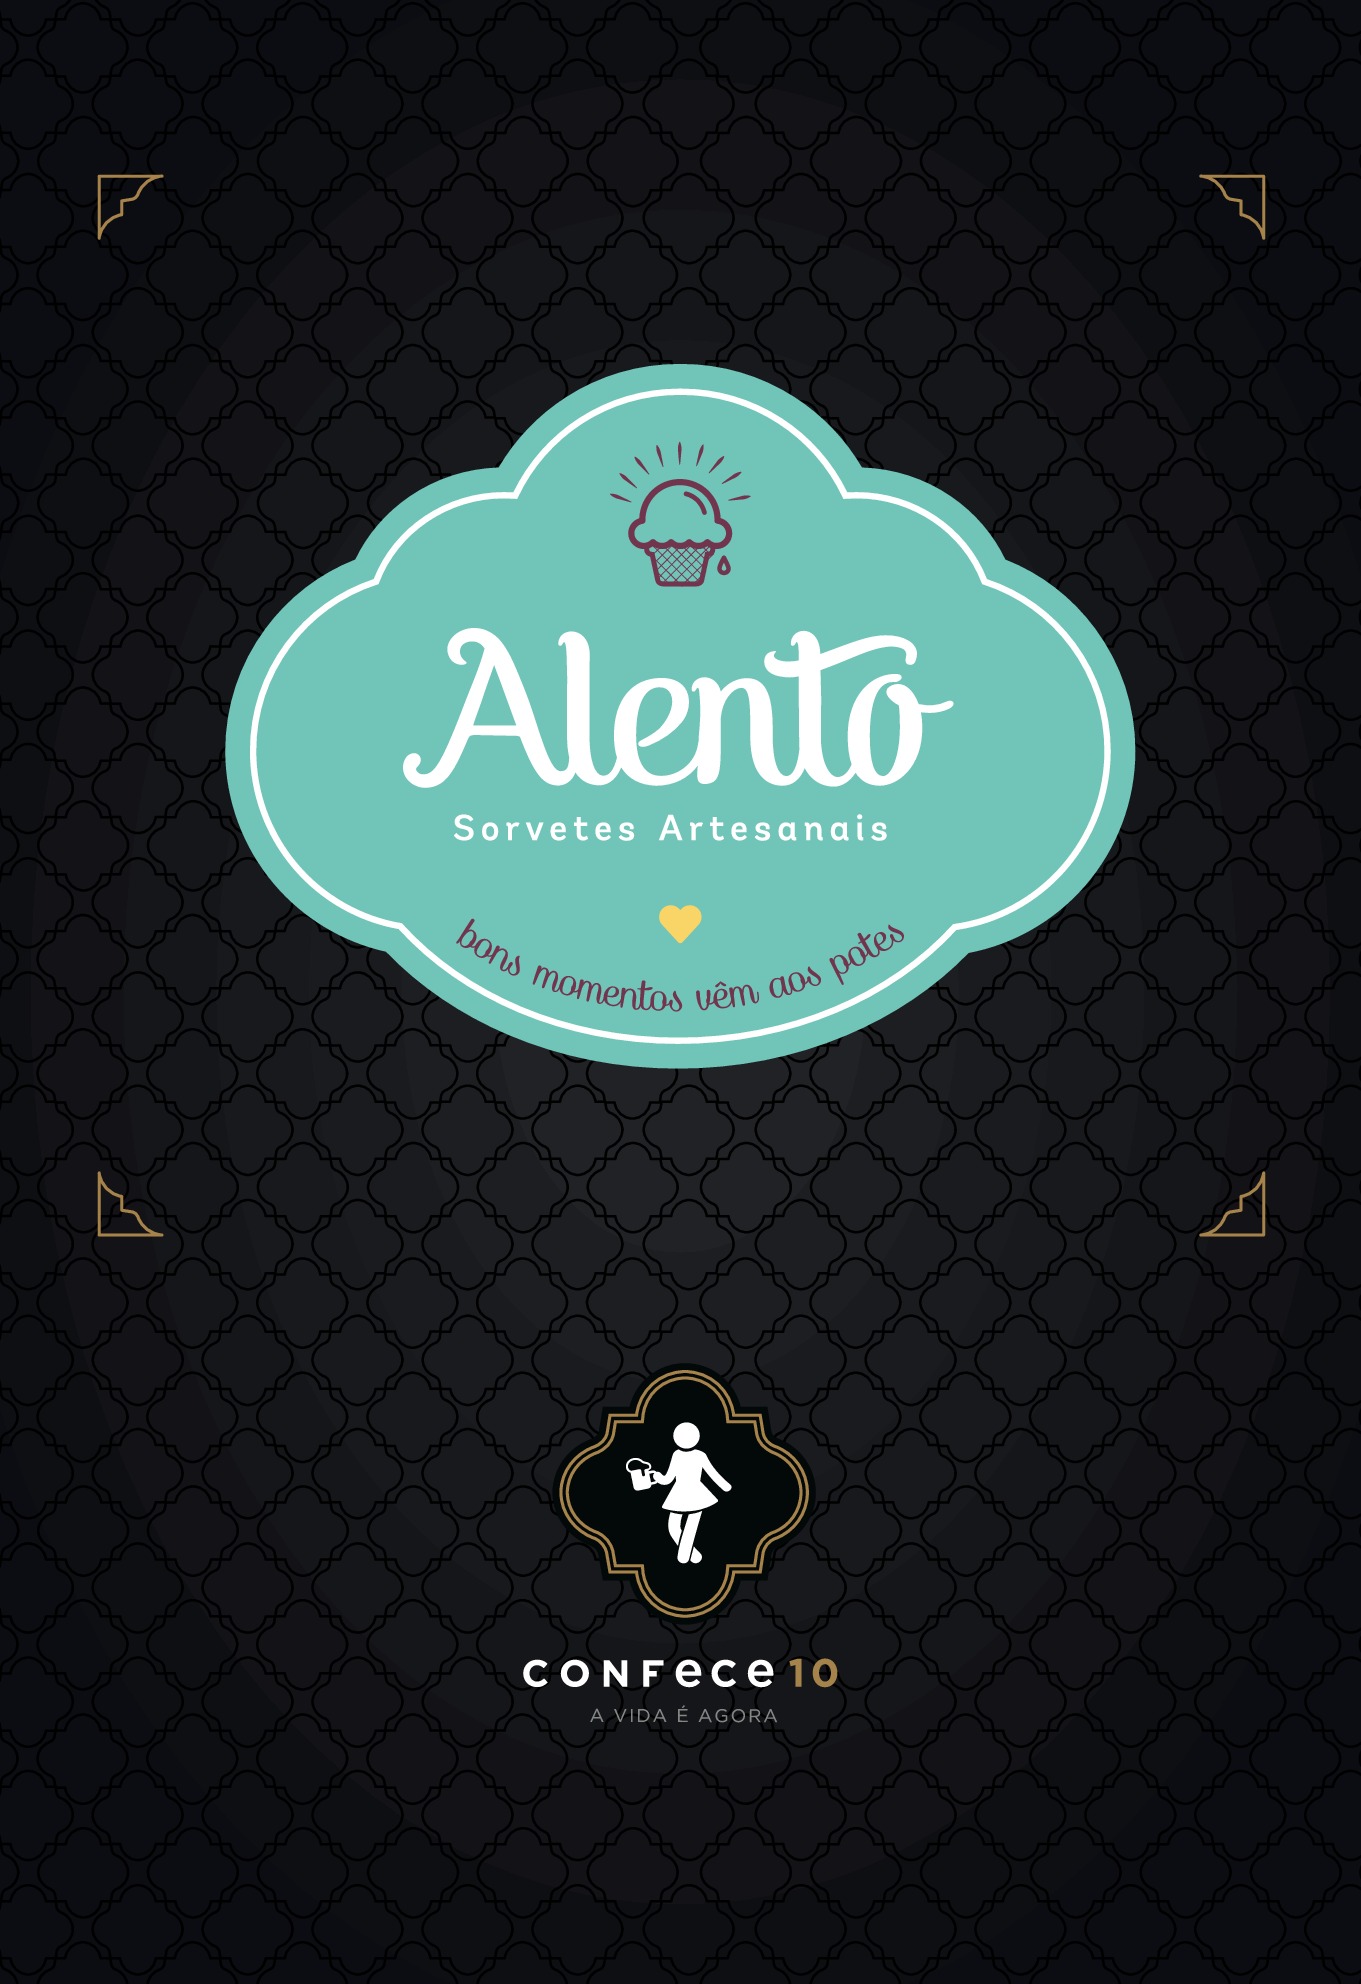 Alento
Sorvetes Artesanais
bons momentos vêm aos potes
CONFECE10
A VIDA É AGORA